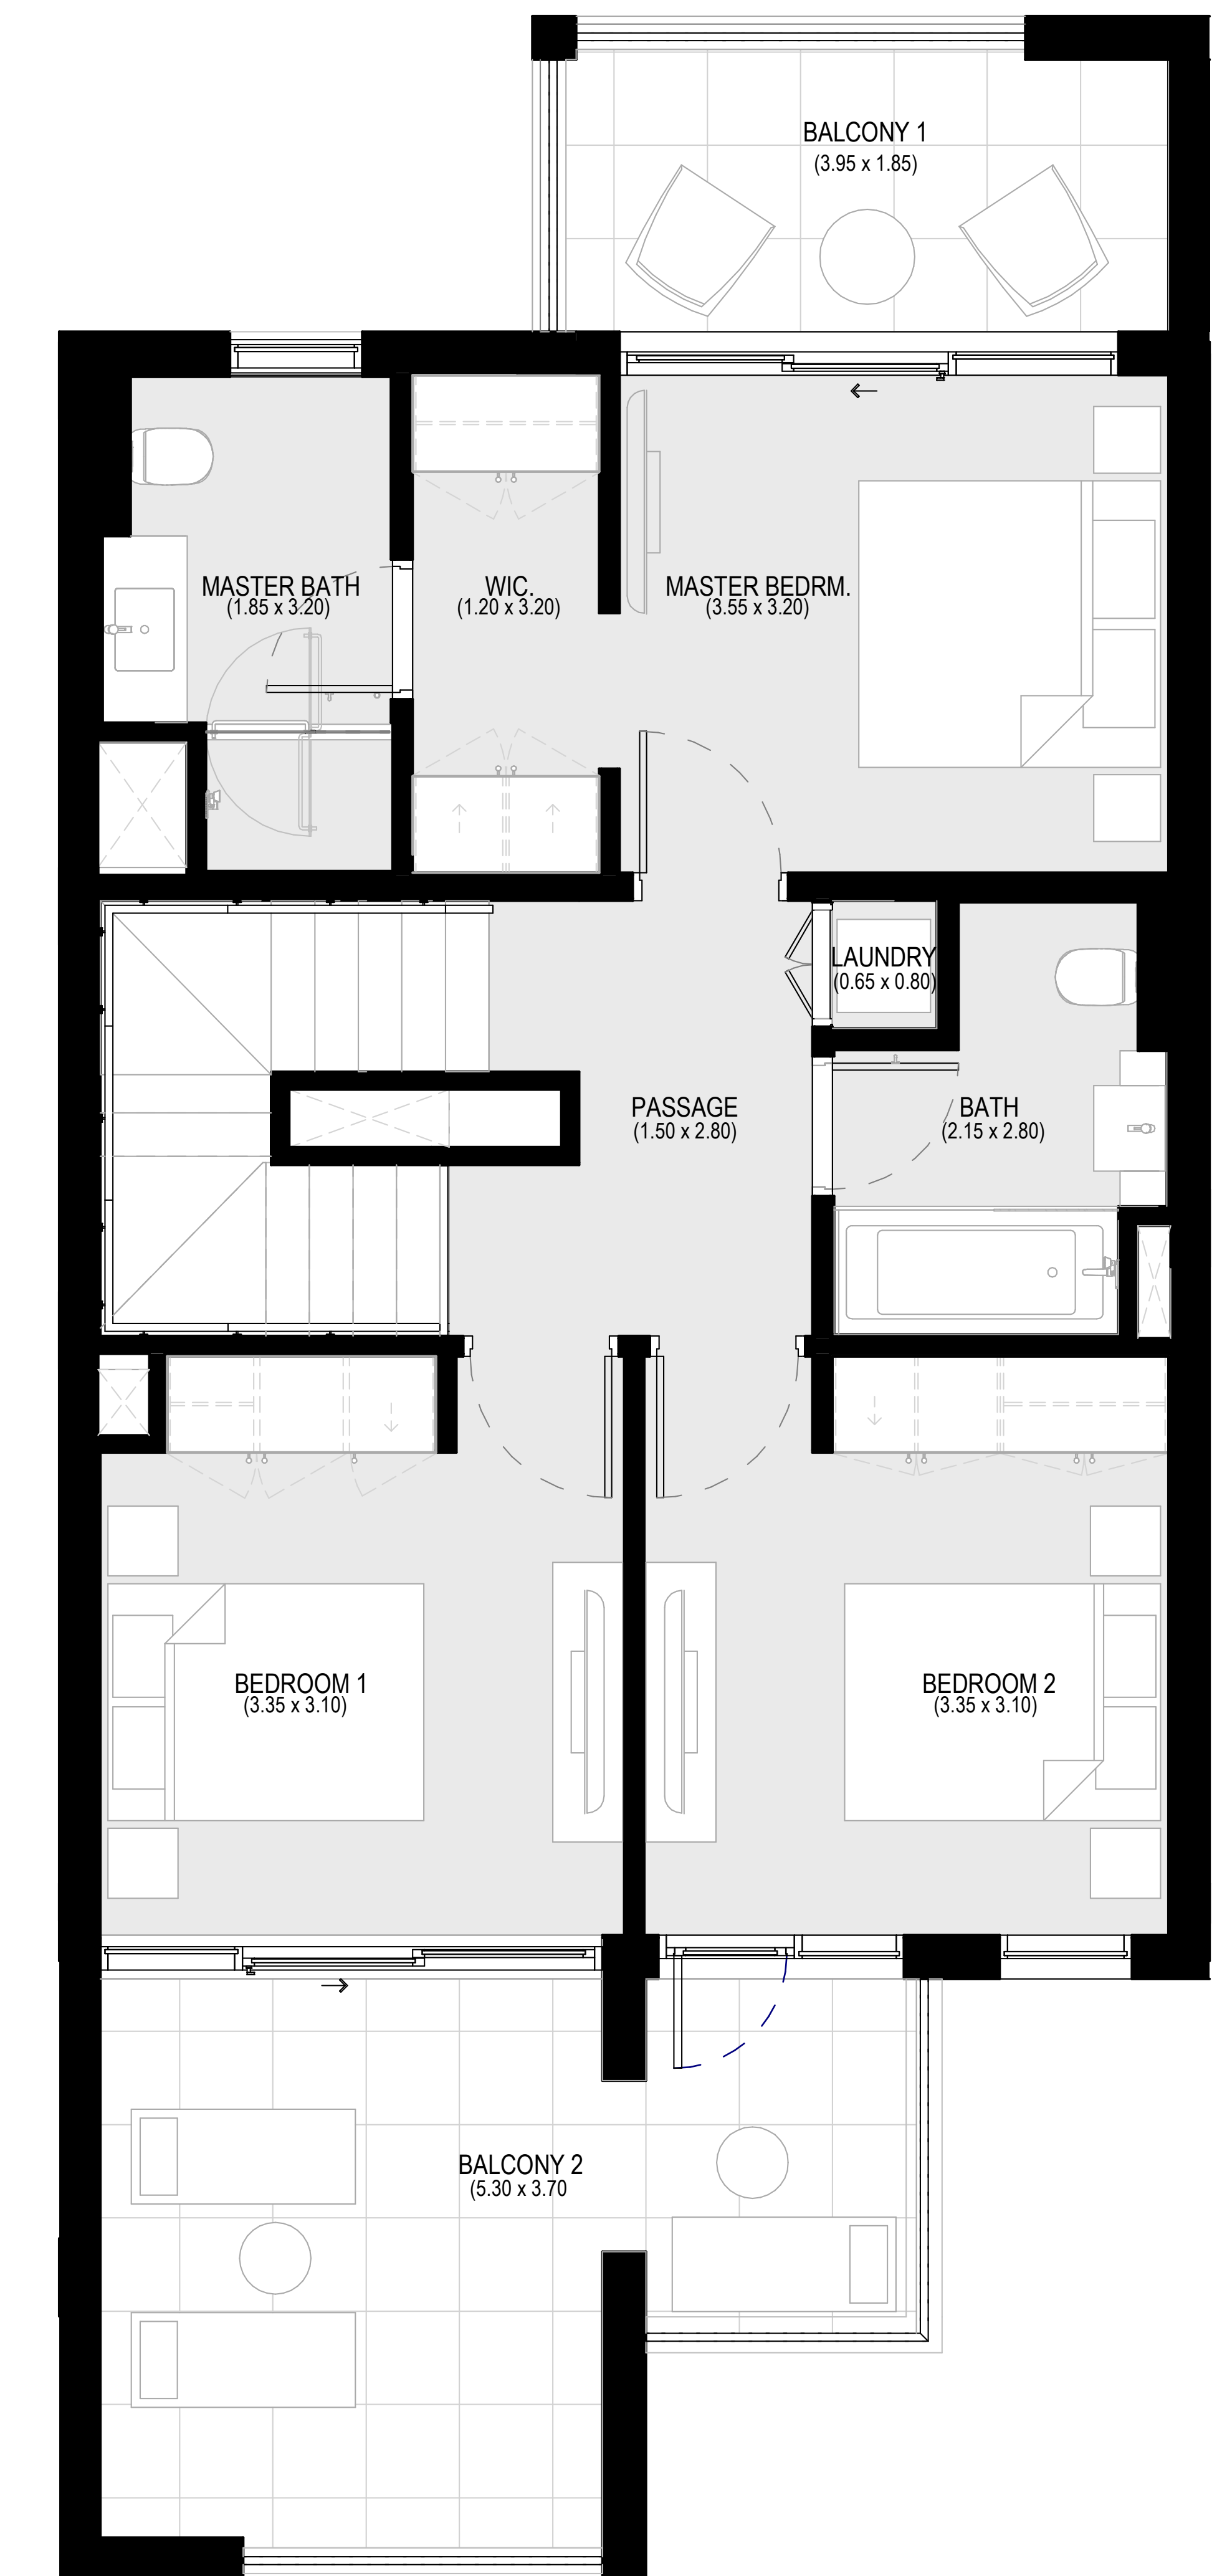 BALCONY 1
(3.95 x 1.85)
MASTER BATH
(1.85 x 3.20)
WIC.
(1.20 x 3.20)
MASTER BEDRM.
(3.55 x 3.20)
LAUNDRY
(0.65 x 0.80)
PASSAGE
(1.50 x 2.80)
BATH
(2.15 x 2.80)
BEDROOM 1
(3.35 x 3.10)
BEDROOM 2
(3.35 x 3.10)
BALCONY 2
(5.30 x 3.70